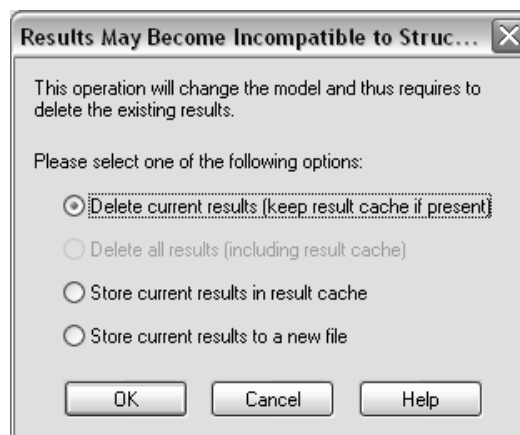 Results May Become Incompatible to Struc...
This operation will change the model and thus requires to
delete the existing results.
Please select one of the following options:
Delete current results (keep result cache if present)
Delete all results (including result cache)
Store current results in result cache
Store current results to a new file
OK Cancel Help